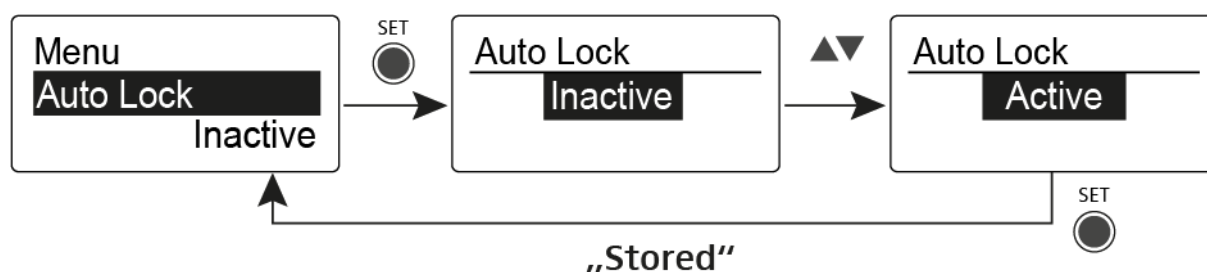 Menu
Auto Lock
Inactive
SET
Auto Lock
Inactive
Auto Lock
Active
SET
„Stored“